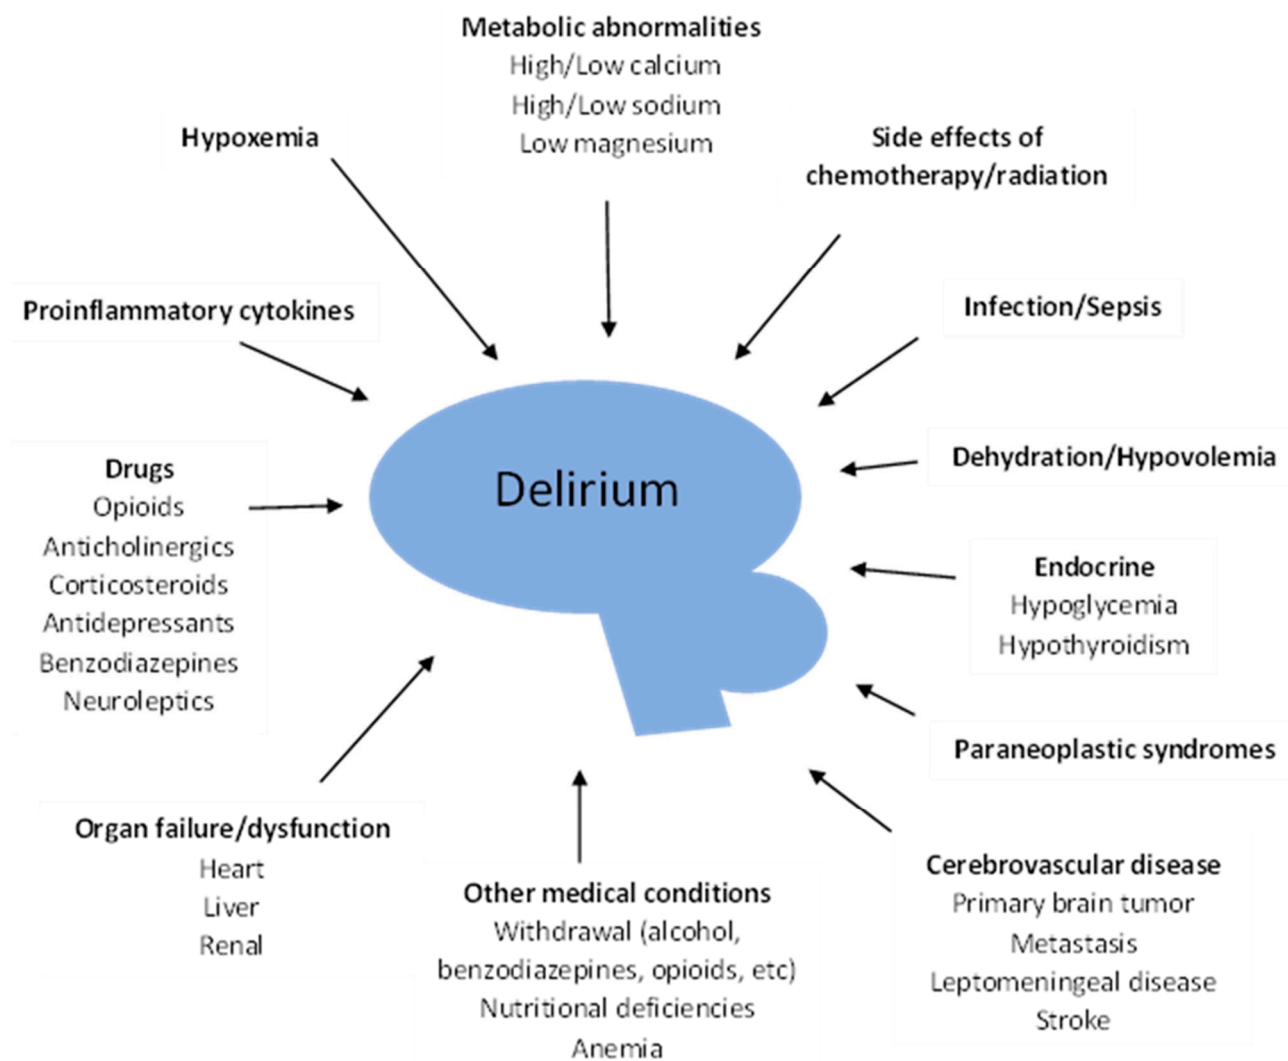 Metabolic abnormalities
High/Low calcium
High/Low sodium
Low magnesium
Hypoxemia
Side effects of
chemotherapy/radiation
Proinflammatory cytokines
Infection/Sepsis
Delirium
Dehydration/Hypovolemia
Drugs
Opioids
Anticholinergics
Corticosteroids
Antidepressants
Benzodiazepines
Neuroleptics
Endocrine
Hypoglycemia
Hypothyroidism
Paraneoplastic syndromes
Organ failure/dysfunction
Heart
Liver
Renal
Other medical conditions
Withdrawal (alcohol,
benzodiazepines, opioids, etc)
Nutritional deficiencies
Anemia
Cerebrovascular disease
Primary brain tumor
Metastasis
Leptomeningeal disease
Stroke